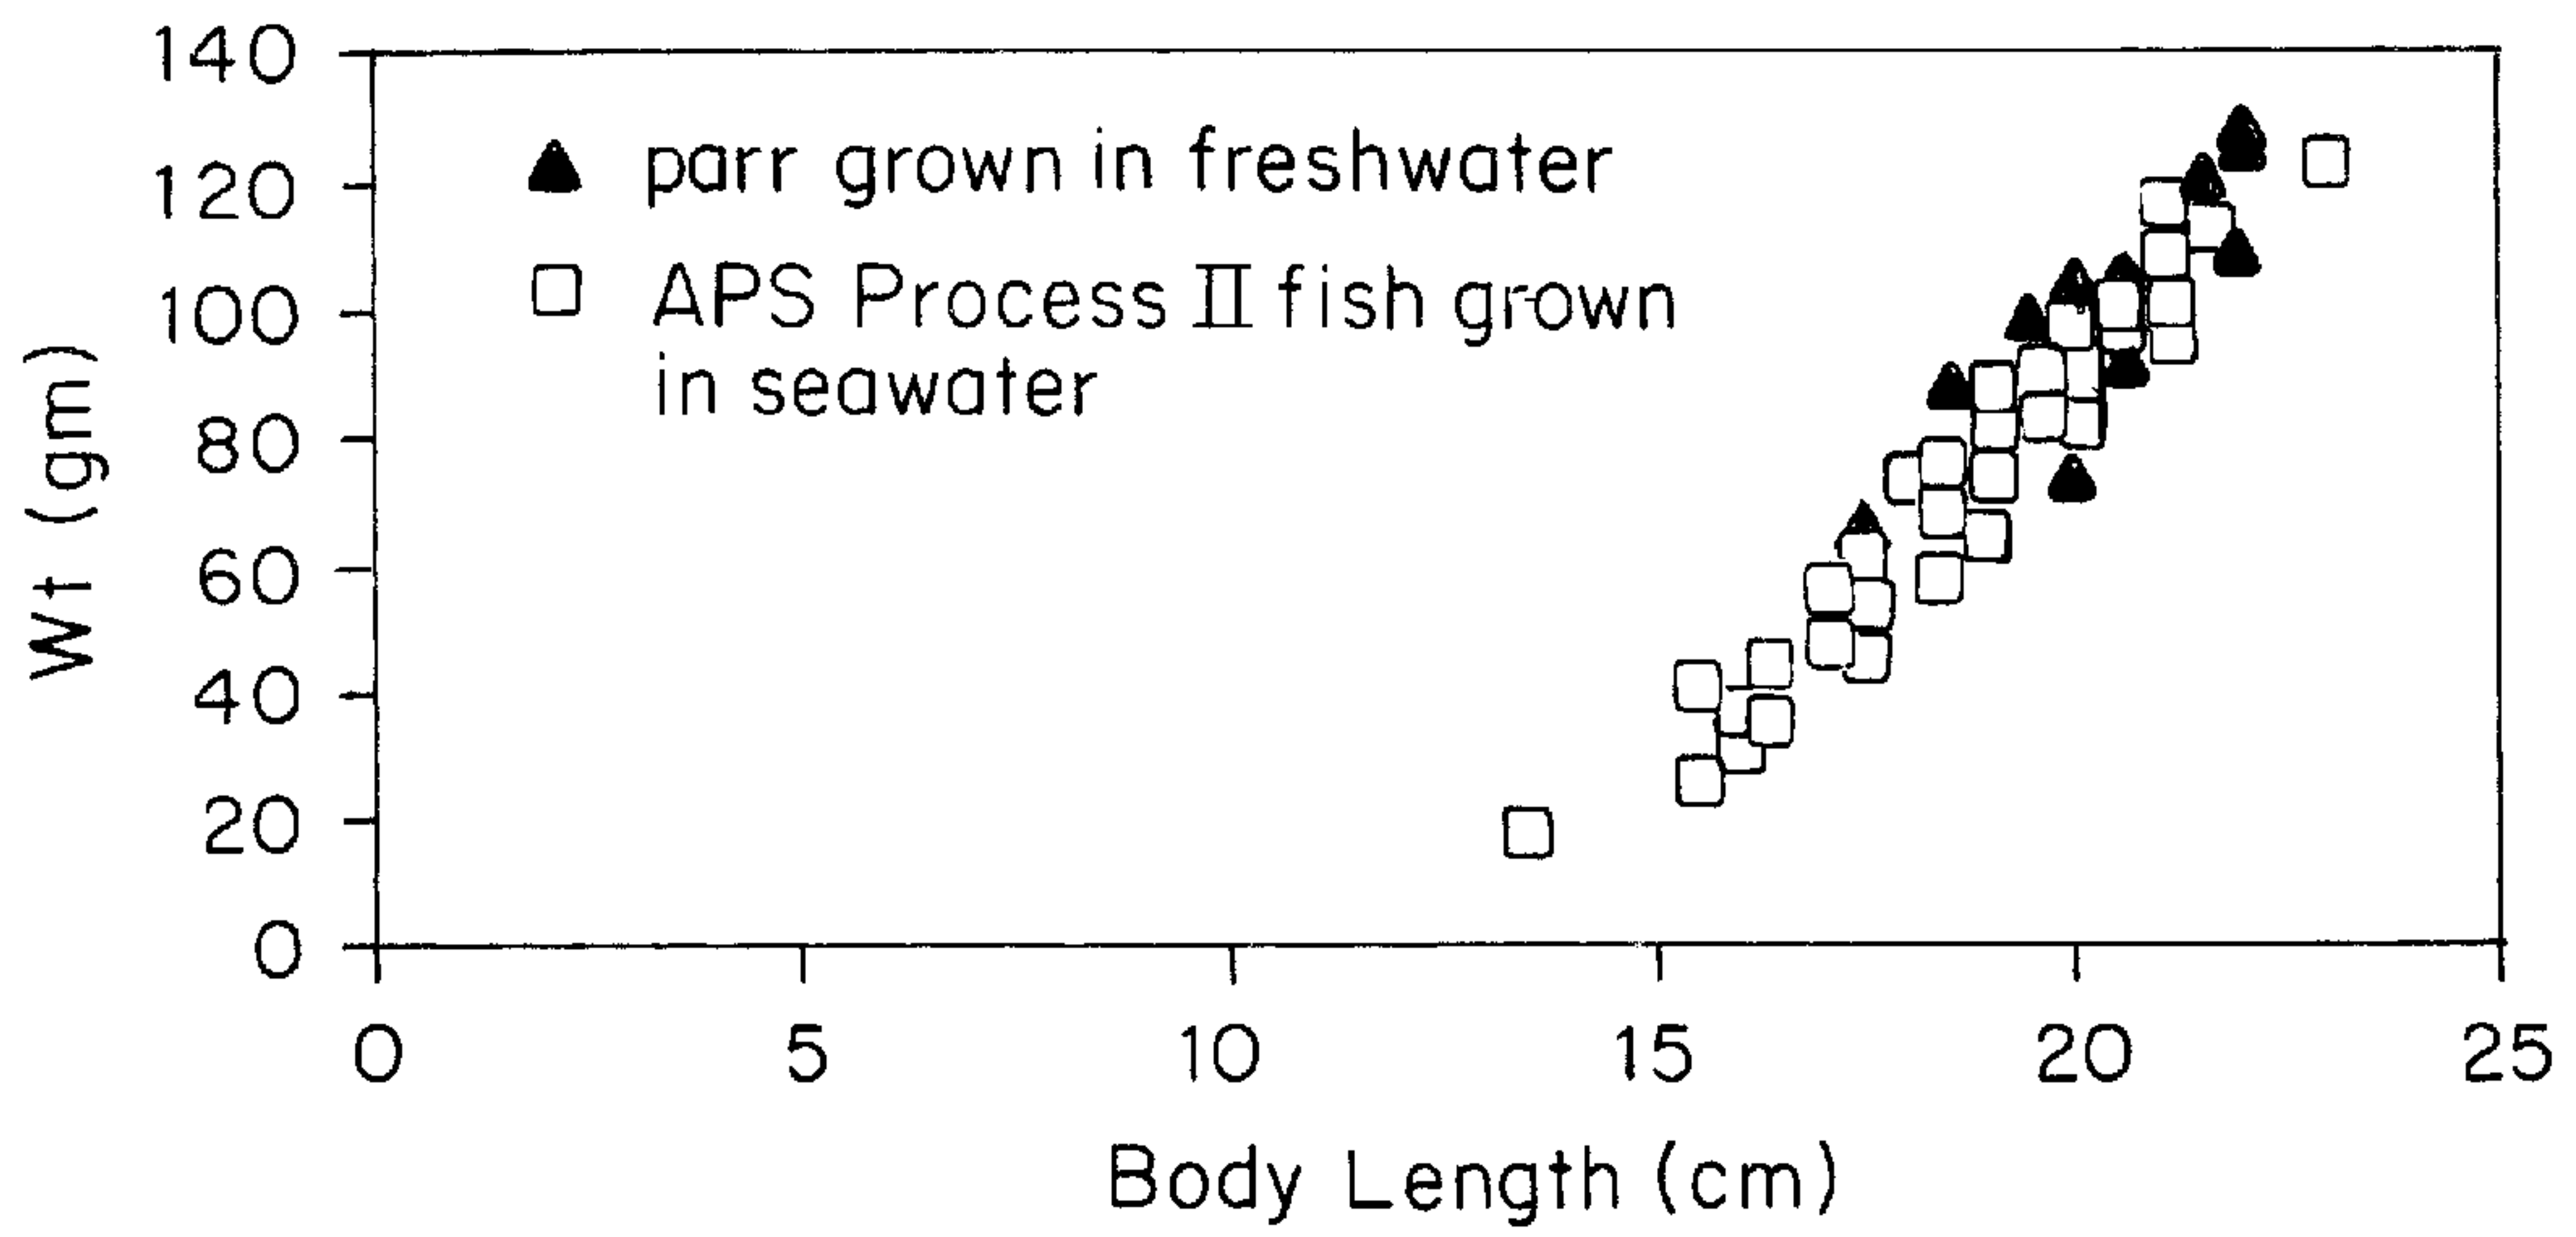 140
120
100
80
60
40
20
0
Wt (gm)
parr grown in freshwater
APS Process II fish grown
in seawater
0 5 10 15 20 25
Body Length (cm)